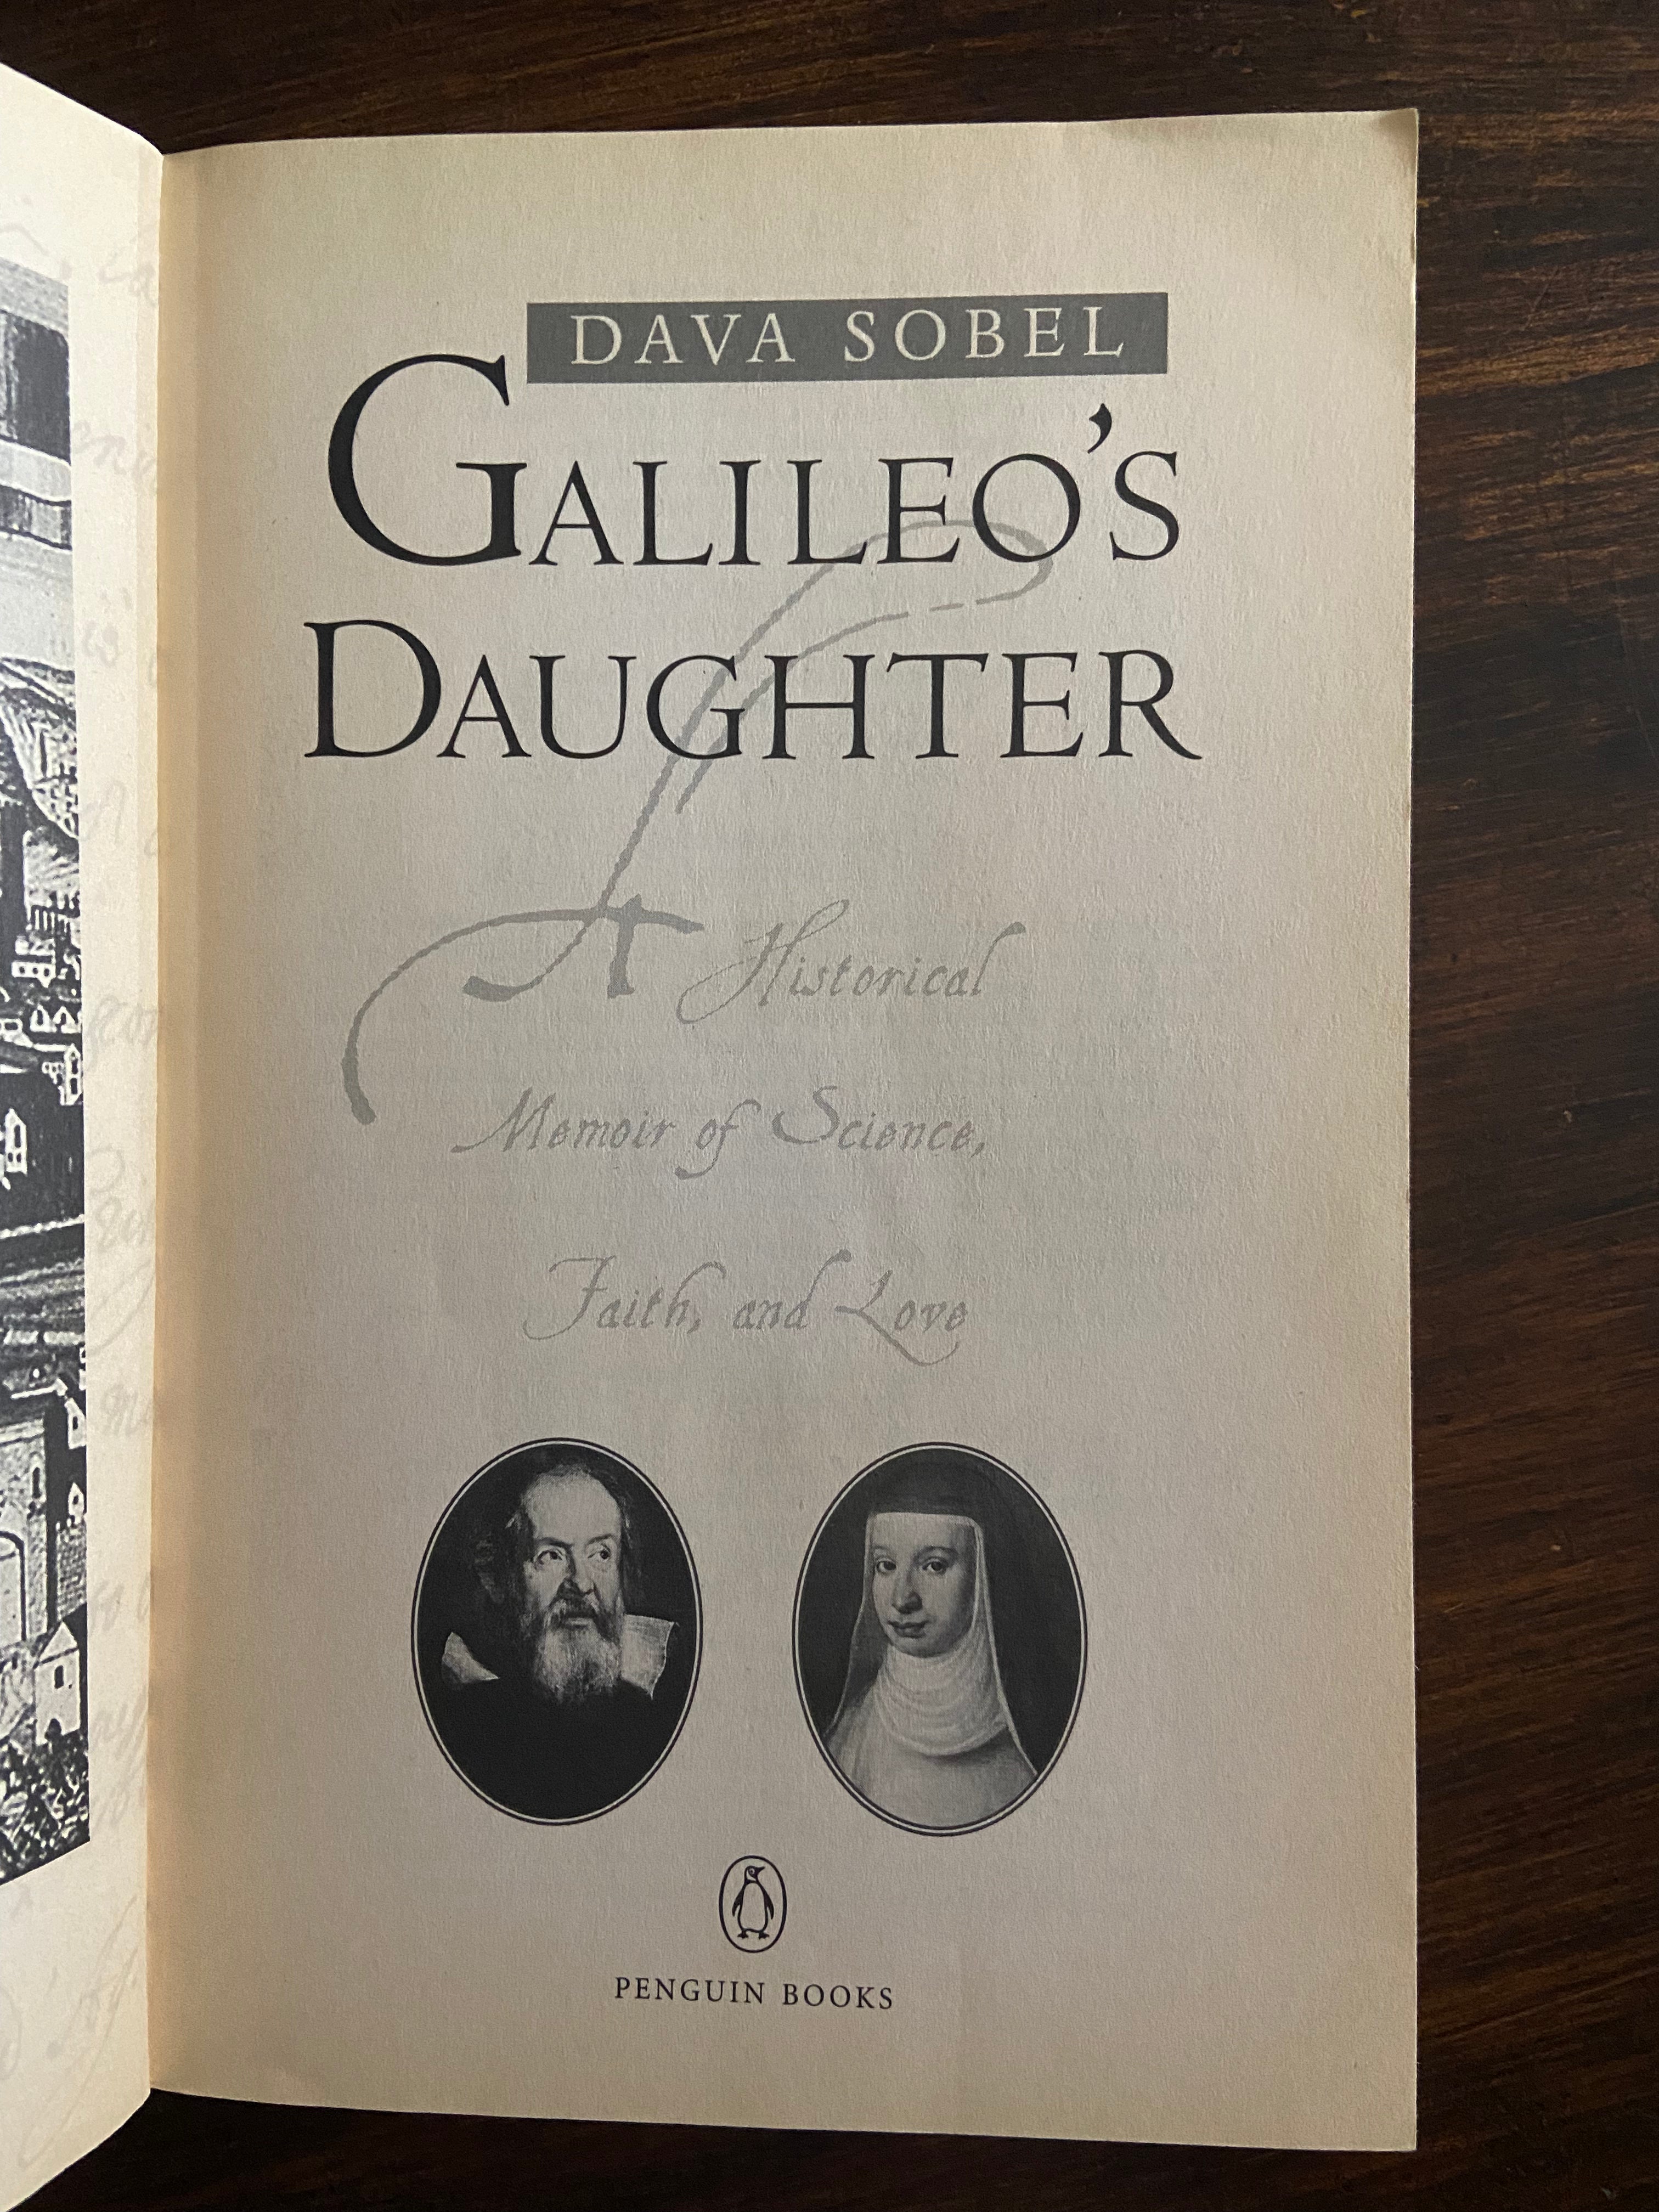 DAVA SOBEL
GALILEO'S
DAUGHTER
A Historical
Memoir of Science,
Faith, and Love
PENGUIN BOOKS